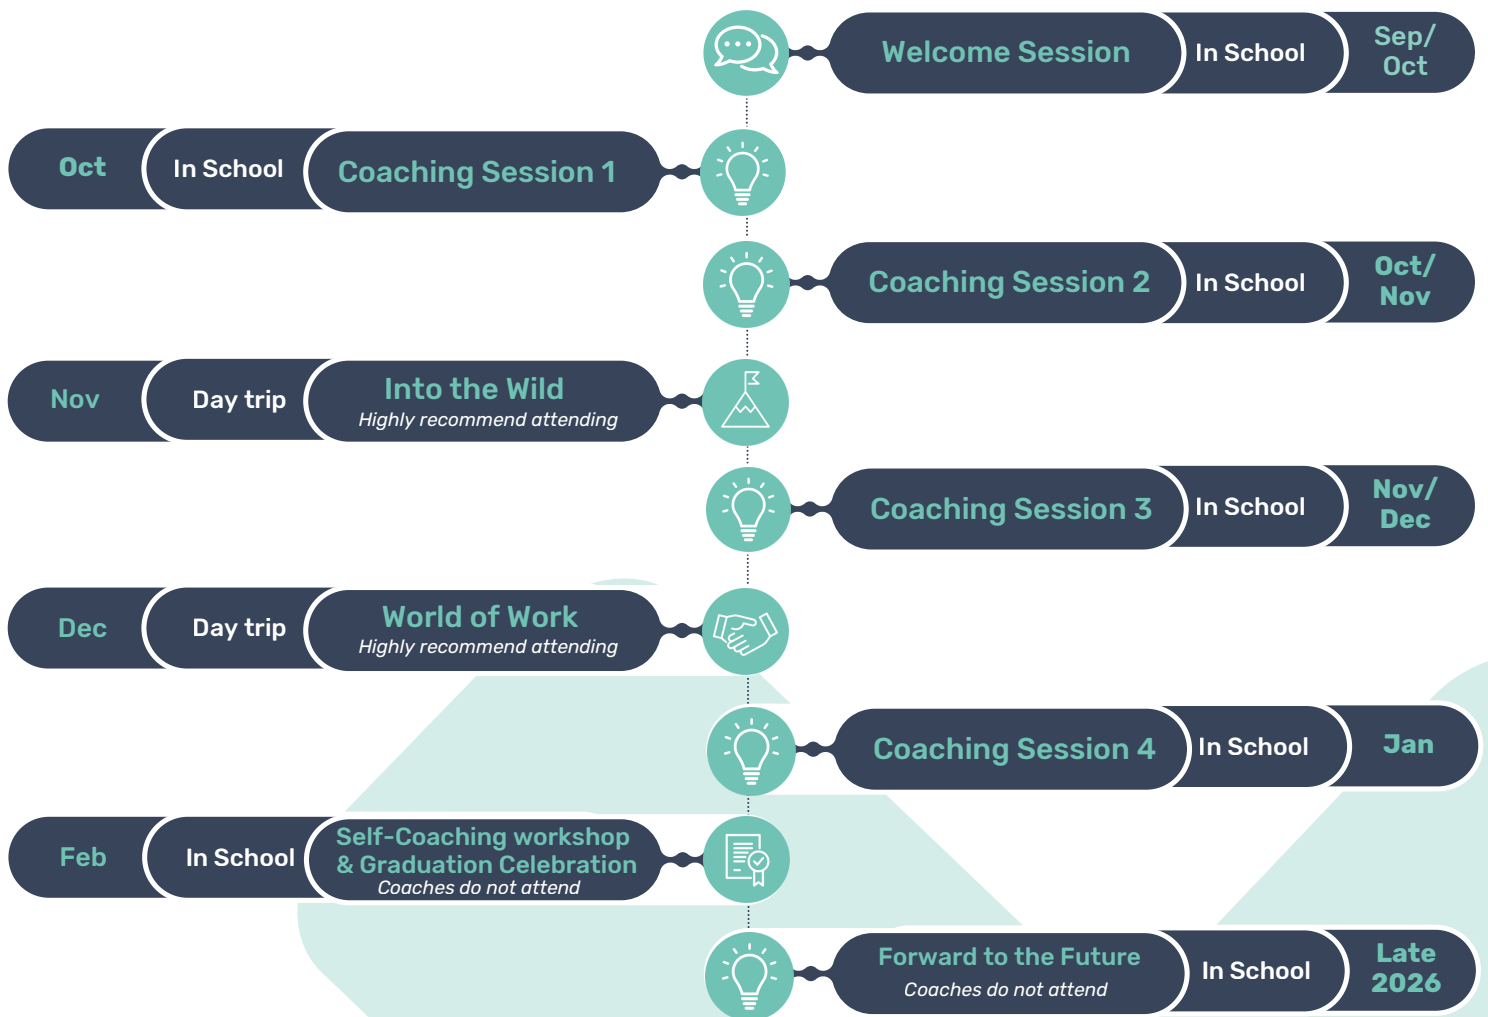 Welcome Session
In School
Sep/
Oct
Oct
In School
Coaching Session 1
Coaching Session 2
In School
Oct/
Nov
Nov
Day trip
Into the Wild
Highly recommend attending
Coaching Session 3
In School
Nov/
Dec
Dec
Day trip
World of Work
Highly recommend attending
Coaching Session 4
In School
Jan
Feb
In School
Self-Coaching workshop
& Graduation Celebration
Coaches do not attend
Forward to the Future
Coaches do not attend
In School
Late
2026